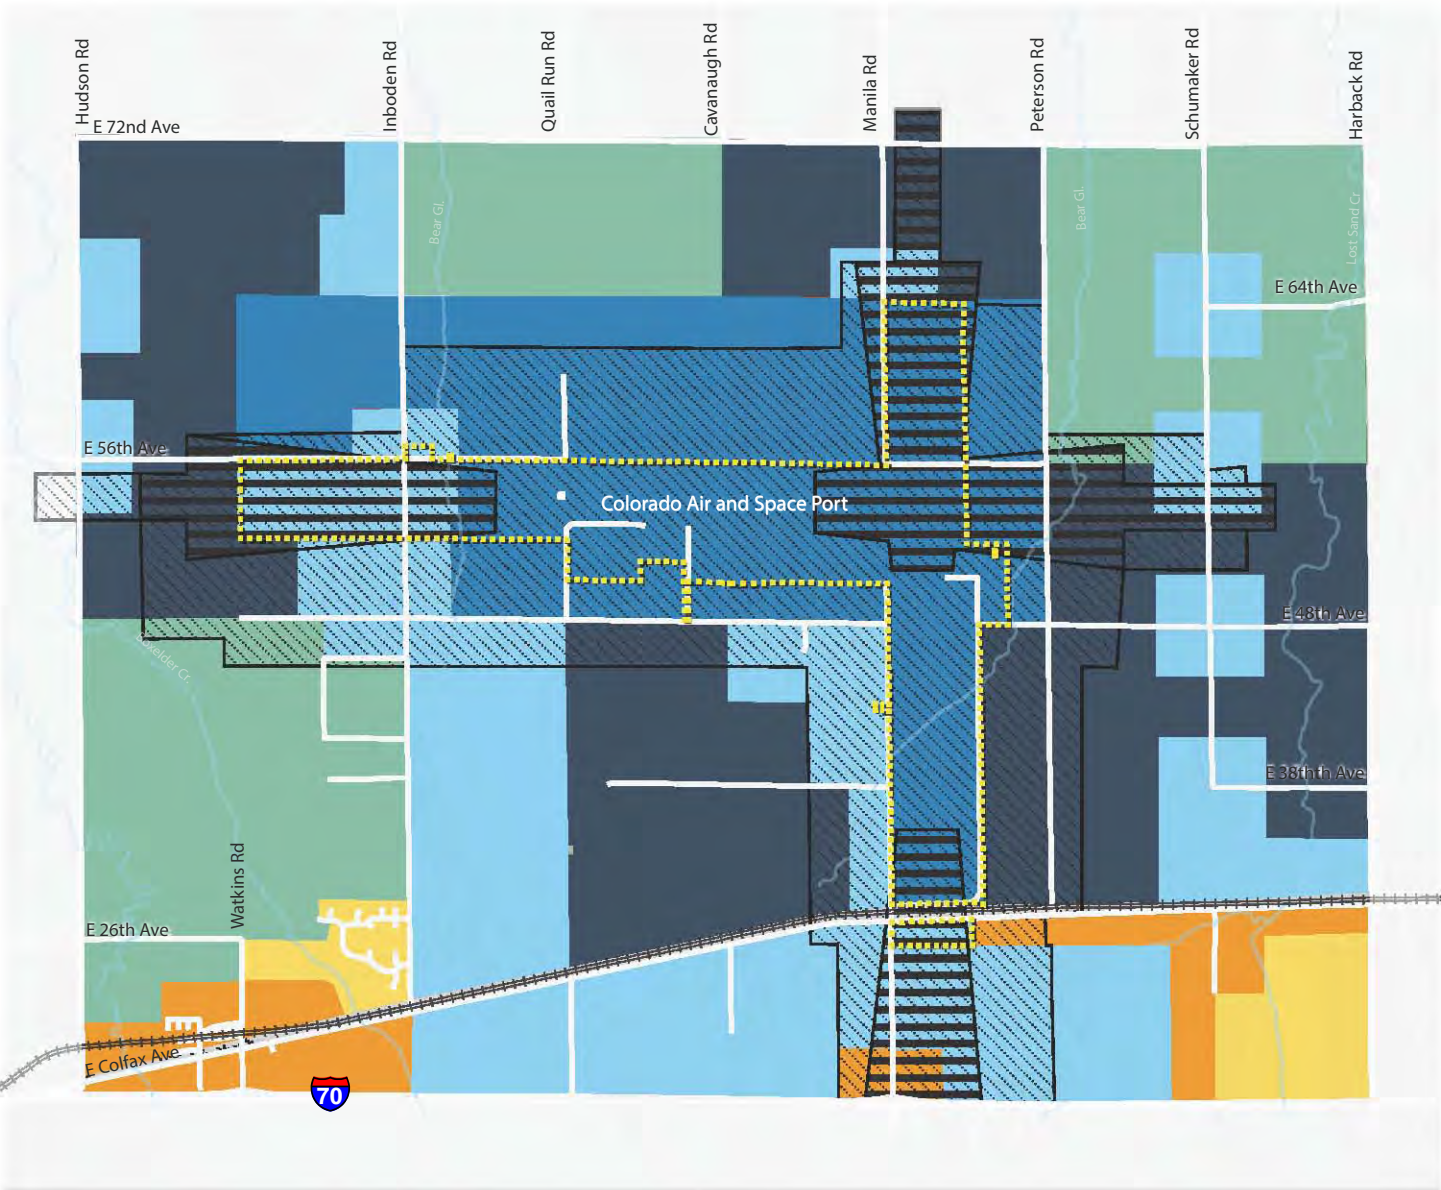 Hudson Rd
Inboden Rd
Quail Run Rd
Cavanaugh Rd
Manila Rd
Peterson Rd
Schumaker Rd
Harback Rd
E 72nd Ave
Bear Gl.
Bear Gl.
Lost Sand Cr
E 64th Ave
E 56th Ave
Colorado Air and Space Port
E 48th Ave
oxelder Cr.
E 38thth Ave
Watkins Rd
E 26th Ave
E Colfax Ave
70